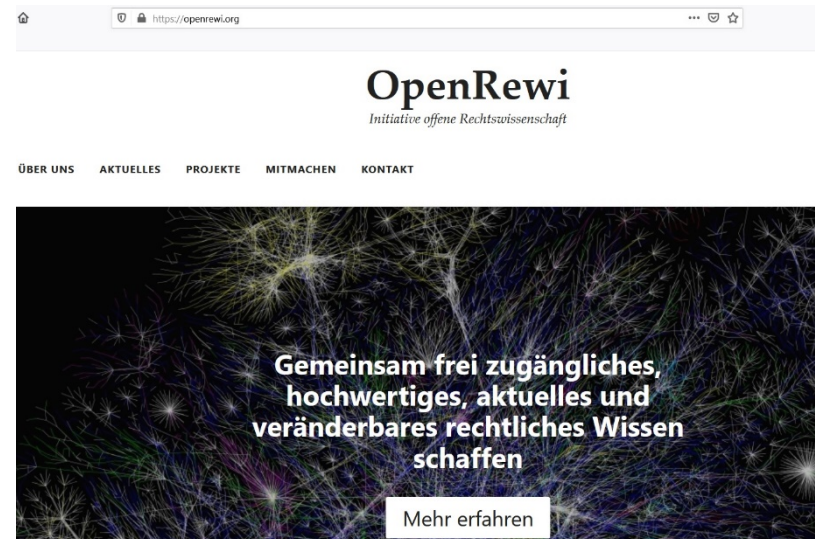 https://openrewi.org
OpenRewi
Initiative offene Rechtswissenschaft
ÜBER UNS AKTUELLES PROJEKTE MITMACHEN KONTAKT
Gemeinsam frei zugängliches,
hochwertiges, aktuelles und
veränderbares rechtliches Wissen
schaffen
Mehr erfahren